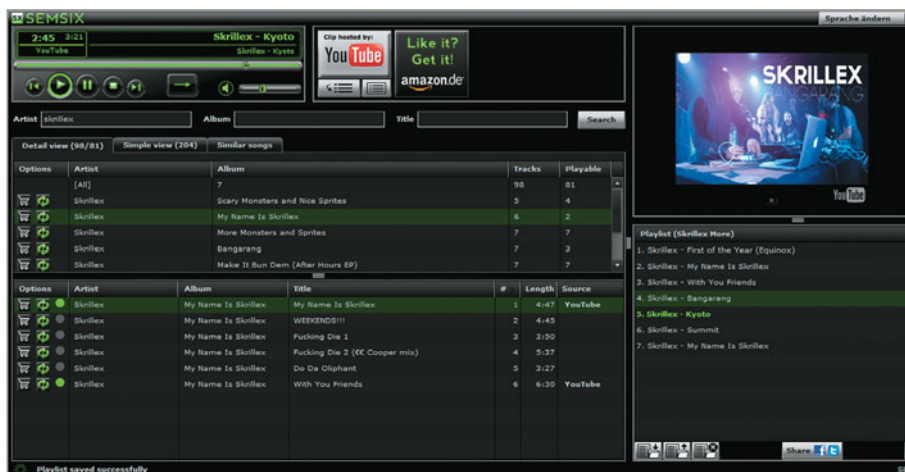 SX SEMSIX
Sprache ändern
2:45 3:21 Skrillex - Kyoto
YouTube Skrillex - Kyoto
Clip hosted by:
You Tube
Like it?
Get it!
amazon.de
SKRILLEX
BANGARANG
You Tube
Artist skrillex Album Title Search
Detail view (98/81) Simple view (204) Similar songs
Options Artist Album Tracks Playable
[All] 7 98 81
Skrillex Scary Monsters and Nice Sprites 5 4
Skrillex My Name Is Skrillex 6 2
Skrillex More Monsters and Sprites 7 7
Skrillex Bangarang 7 3
Skrillex Make It Bun Dem (After Hours EP) 7 7
Options Artist Album Title # Length Source
Skrillex My Name Is Skrillex My Name Is Skrillex 1 4:47 YouTube
Skrillex My Name Is Skrillex WEEKENDS!!! 2 4:45
Skrillex My Name Is Skrillex Fucking Die 1 3 3:50
Skrillex My Name Is Skrillex Fucking Die 2 (€€ Cooper mix) 4 5:37
Skrillex My Name Is Skrillex Do Da Oliphant 5 3:27
Skrillex My Name Is Skrillex With You Friends 6 6:30 YouTube
Playlist (Skrillex More)
1. Skrillex - First of the Year (Equinox)
2. Skrillex - My Name Is Skrillex
3. Skrillex - With You Friends
4. Skrillex - Bangarang
5. Skrillex - Kyoto
6. Skrillex - Summit
7. Skrillex - My Name Is Skrillex
Share
Playlist saved successfully